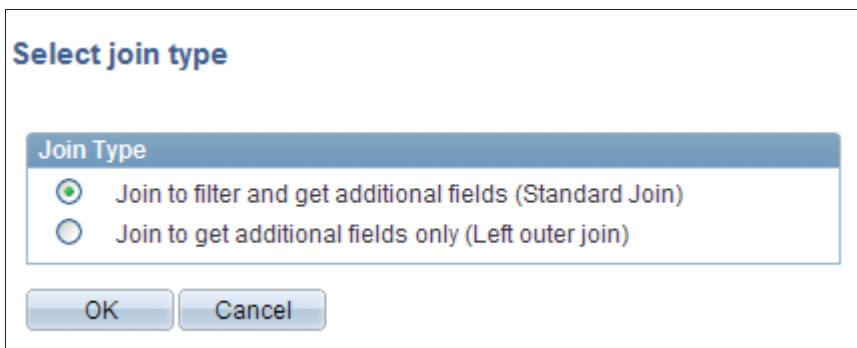 Select join type
Join Type
Join to filter and get additional fields (Standard Join)
Join to get additional fields only (Left outer join)
OK Cancel